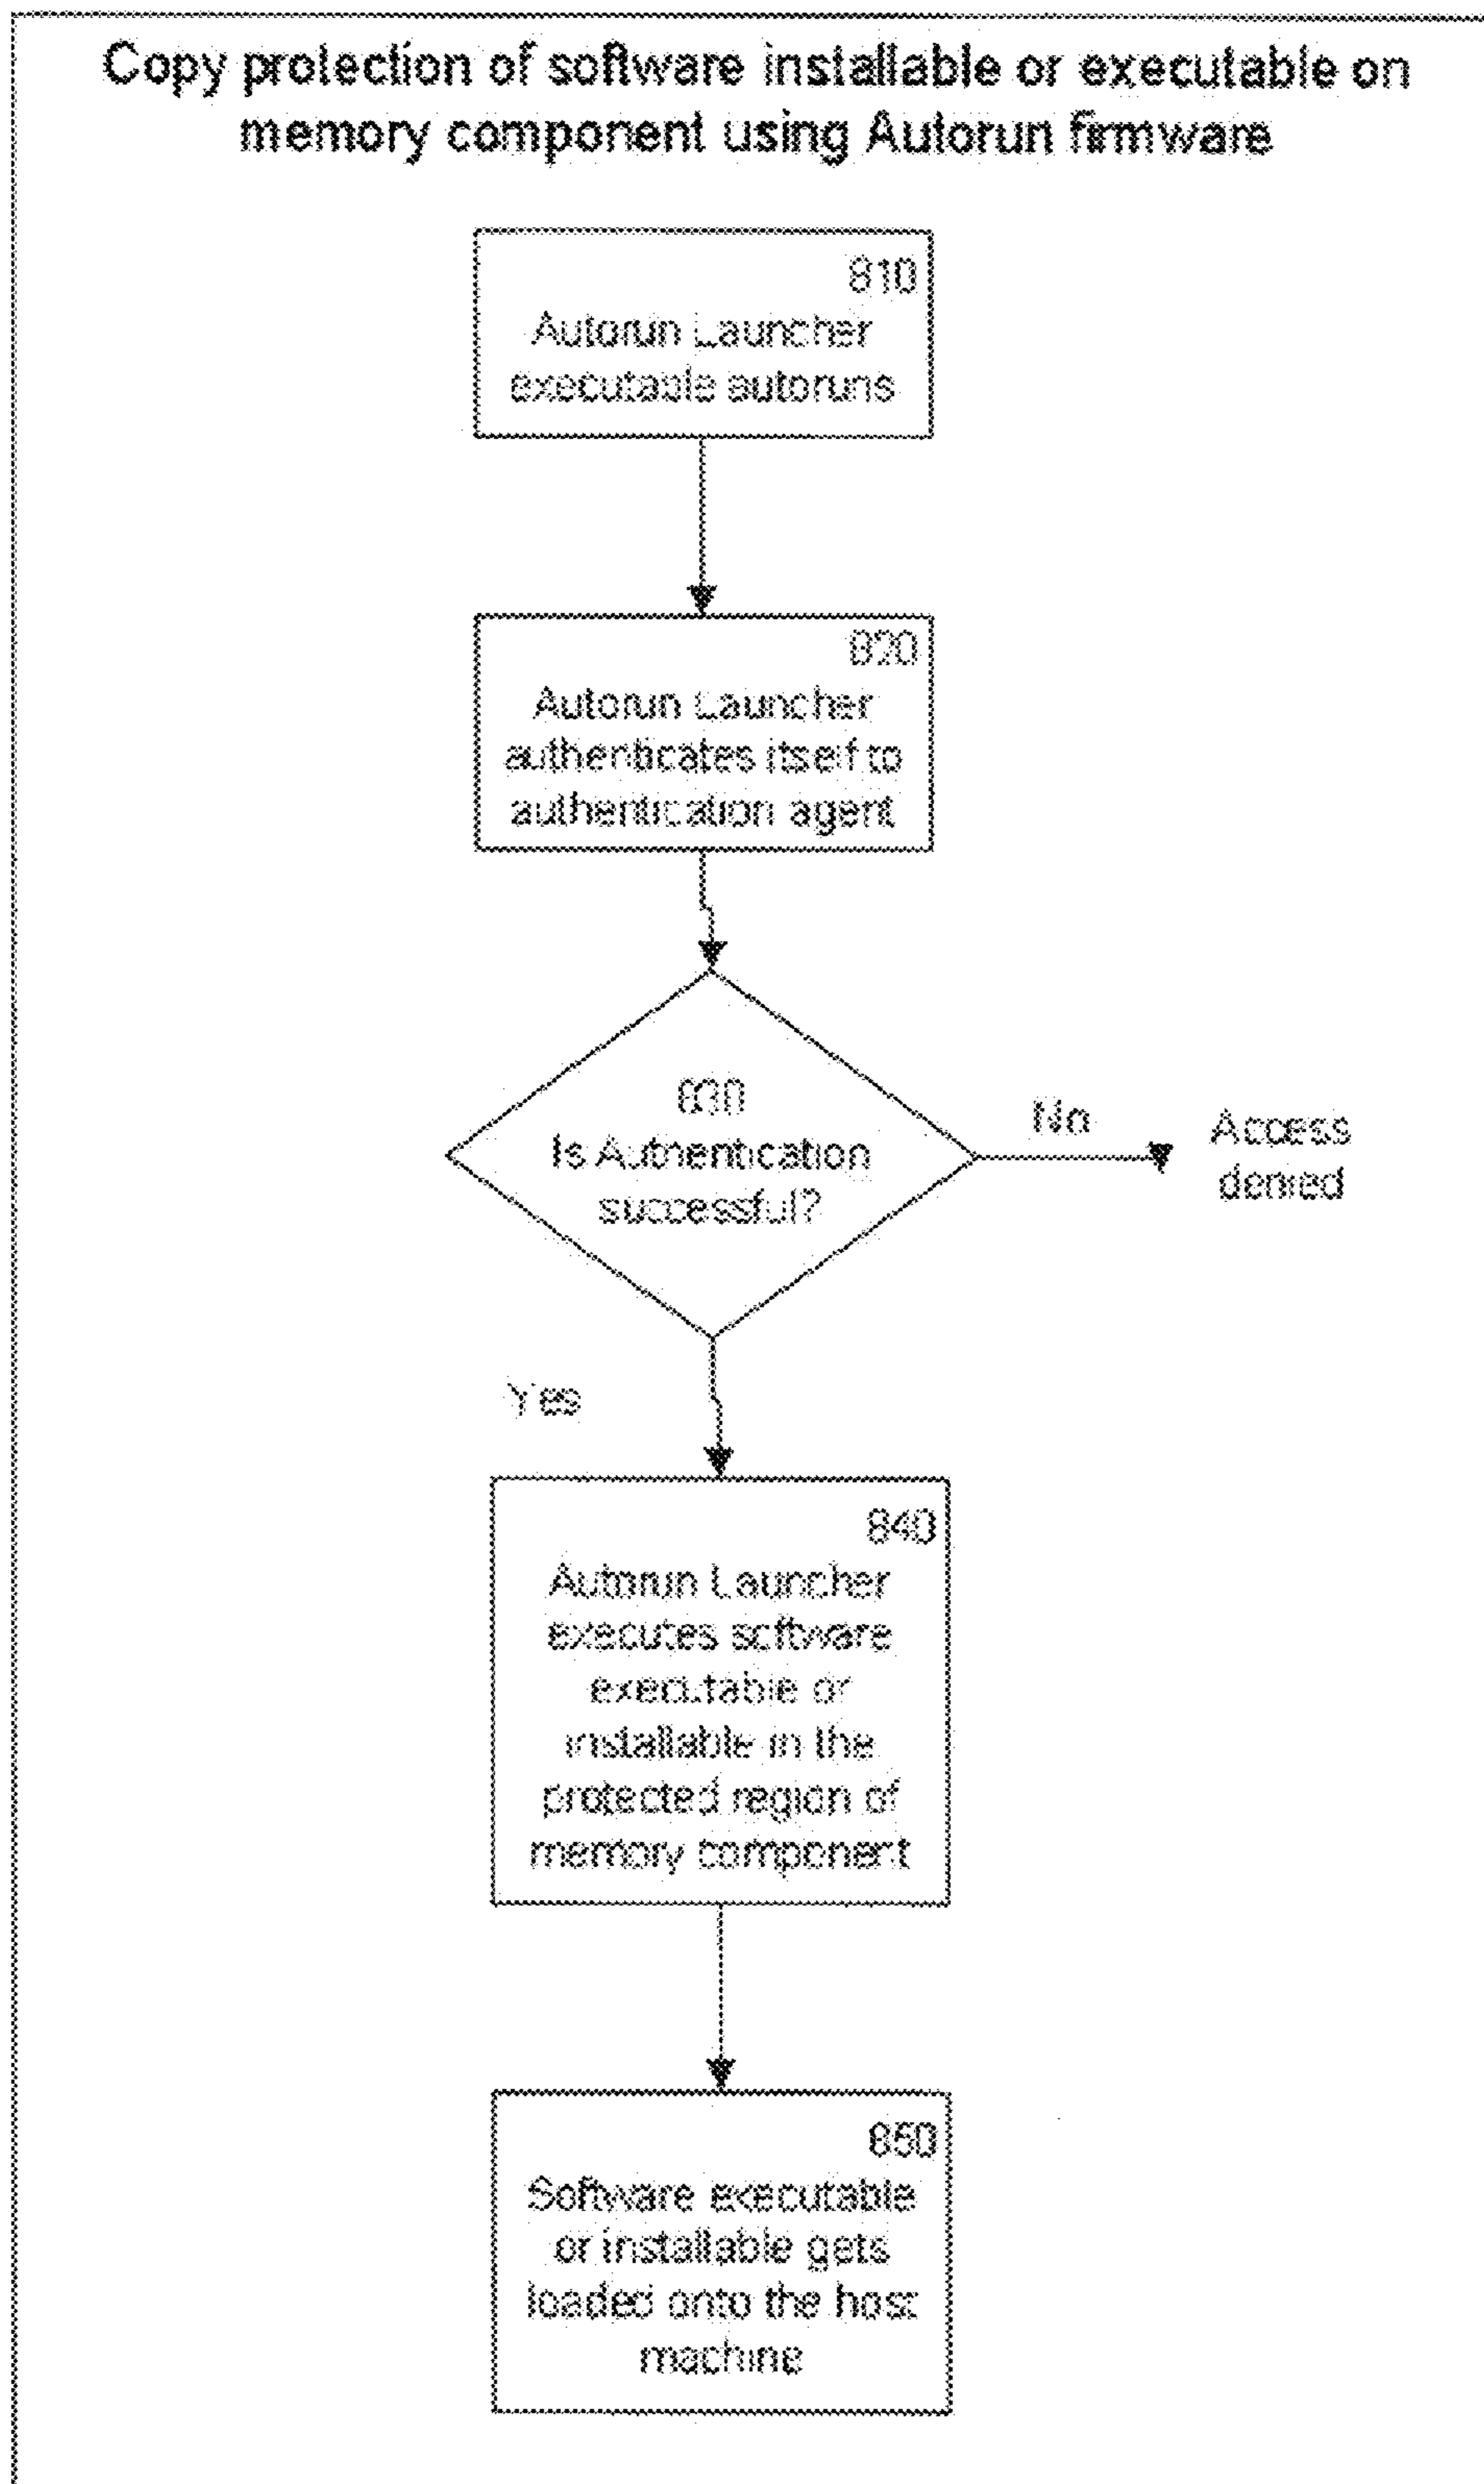 Copy protection of software installable or executable on
memory component using Autorun firmware
810
Autorun Launcher
executable autoruns
820
Autorun Launcher
authenticates itself to
authentication agent
830
Is Authentication
successful?
No
Access
denied
Yes
840
Autorun Launcher
executes software
executable or
installable in the
protected region of
memory component
850
Software executable
or installable gets
loaded onto the host
machine